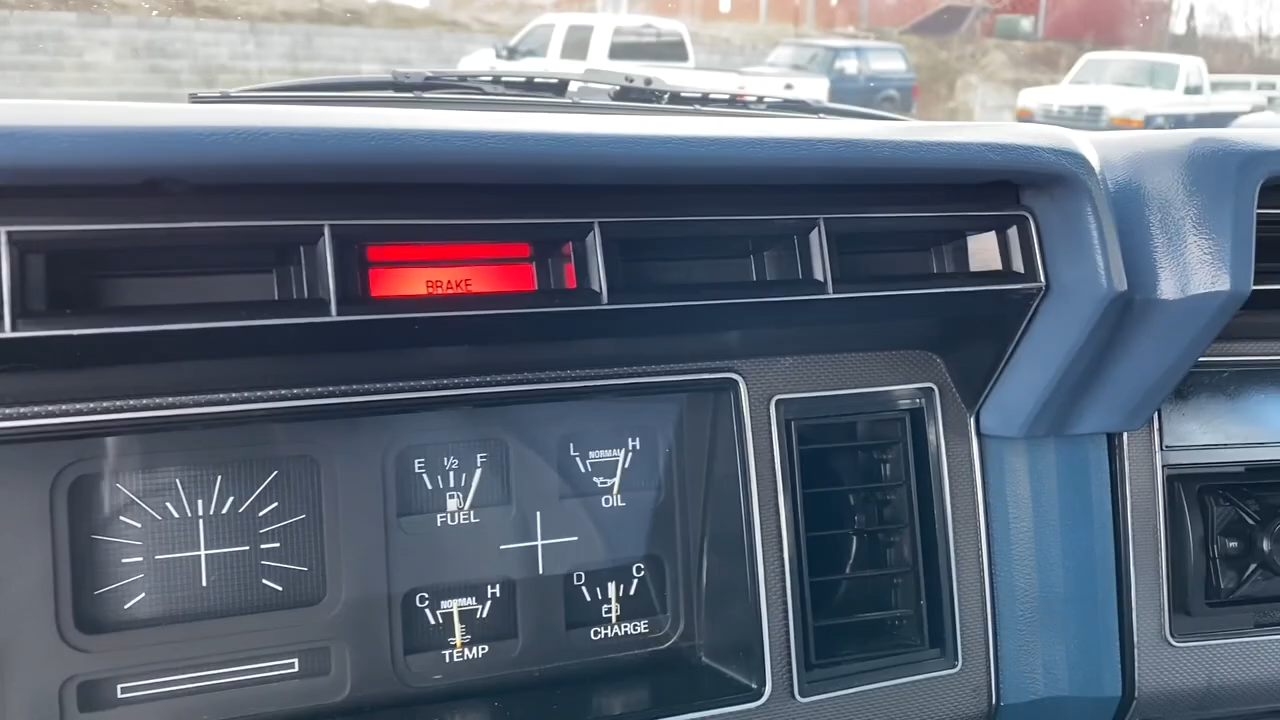 BRAKE
E 1/2 F
FUEL
L NORMAL H
OIL
C NORMAL H
TEMP
D C
CHARGE